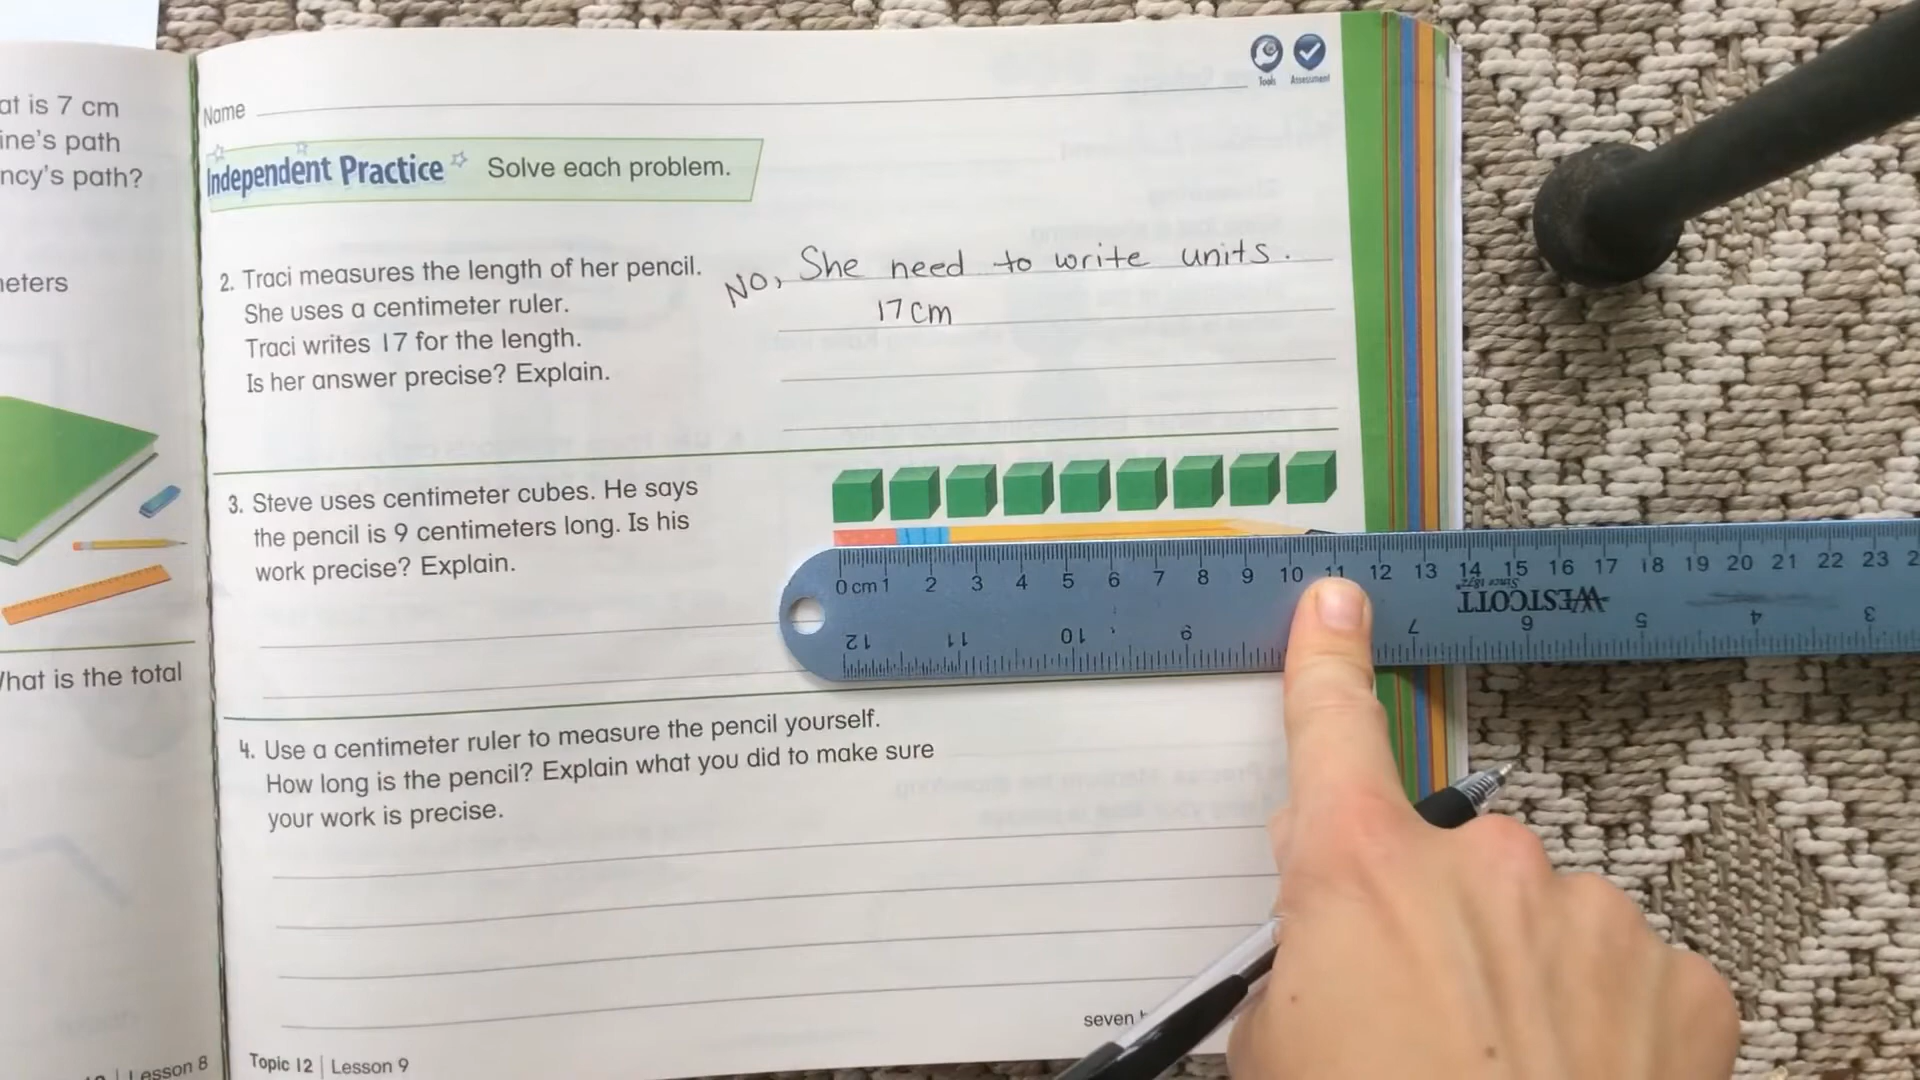 at is 7 cm
ine's path
ncy's path?
eters
What is the total
Lesson 8
Tools
Assessment
Name
Independent Practice Solve each problem.
2. Traci measures the length of her pencil.
She uses a centimeter ruler.
Traci writes 17 for the length.
Is her answer precise? Explain.
No, She need to write units.
17cm
3. Steve uses centimeter cubes. He says
the pencil is 9 centimeters long. Is his
work precise? Explain.
0 cm 1 2 3 4 5 6 7 8 9 10 11 12 13 14 15 16 17 18 19 20 21 22 23 2
WESTCOTT
Since 1872
12 11 10 9 7 6 5 4 3
4. Use a centimeter ruler to measure the pencil yourself.
How long is the pencil? Explain what you did to make sure
your work is precise.
seven
Topic 12 | Lesson 9